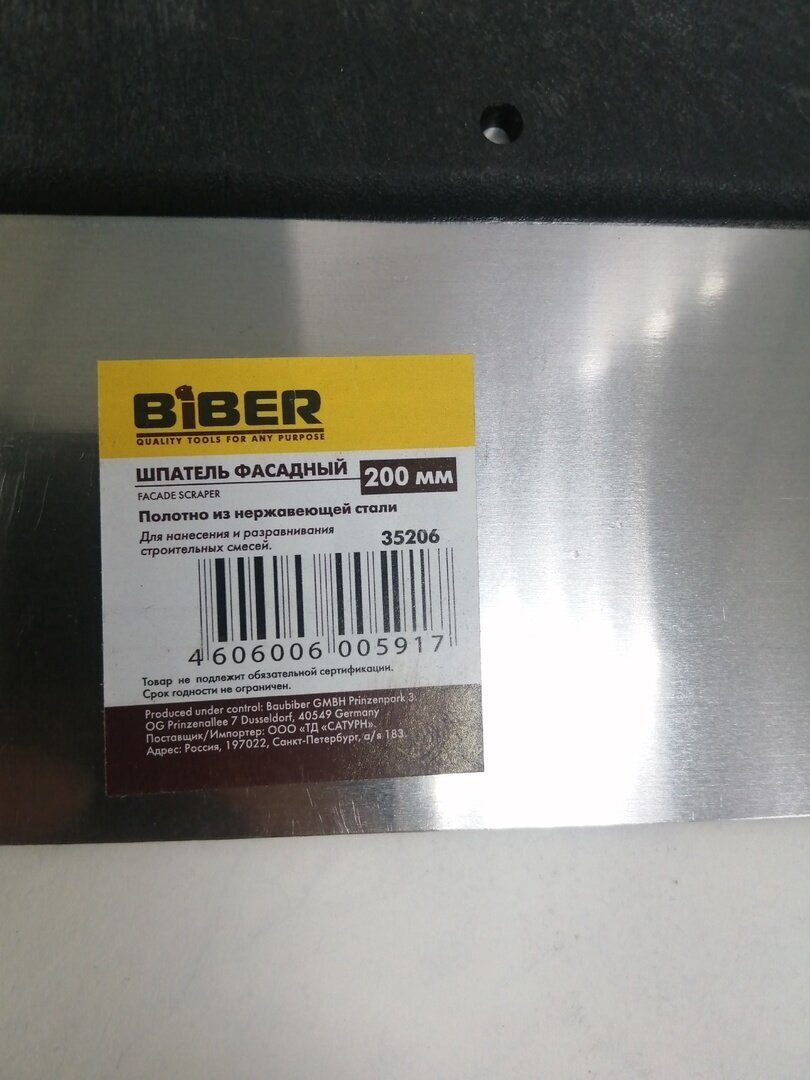 BiBER
QUALITY TOOLS FOR ANY PURPOSE
ШПАТЕЛЬ ФАСАДНЫЙ 200 мм
FACADE SCRAPER
Полотно из нержавеющей стали
Для нанесения и разравнивания
строительных смесей. 35206
4 606006 005917
Товар не подлежит обязательной сертификации.
Срок годности не ограничен.
Produced under control: Baubiber GMBH Prinzenpark 3.
OG Prinzenallee 7 Dusseldorf, 40549 Germany
Поставщик/Импортер: ООО «ТД «САТУРН».
Адрес: Россия, 197022, Санкт-Петербург, а/я 183.